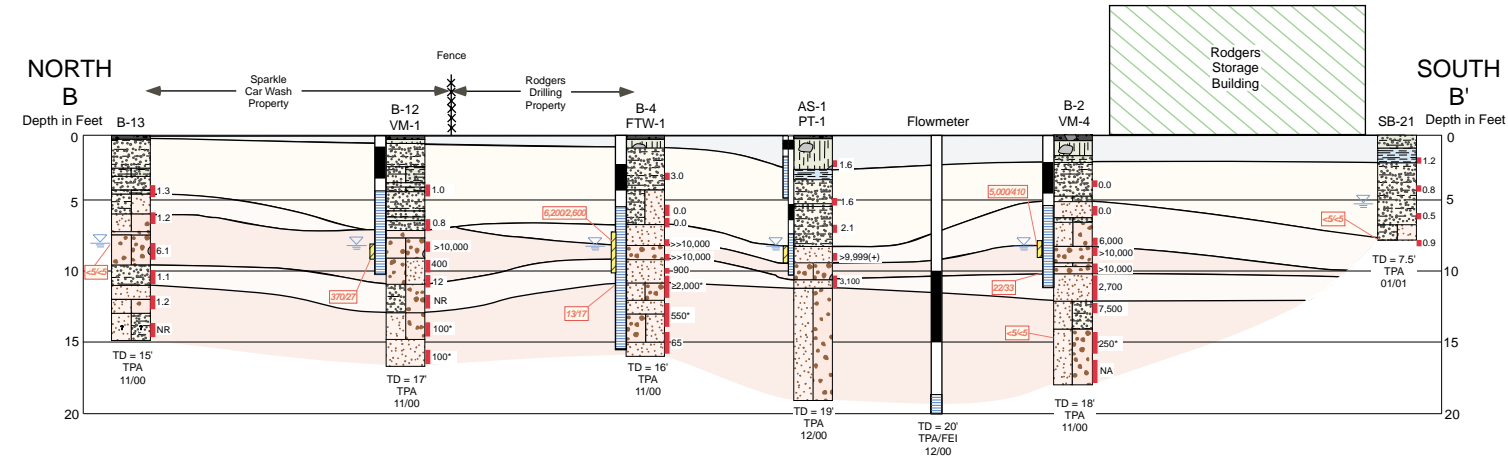 Rodgers
Storage
Building
NORTH
B
Depth in Feet
SOUTH
B'
Depth in Feet
Sparkle
Car Wash
Property
Fence
Rodgers
Drilling
Property
B-13
B-12
VM-1
B-4
FTW-1
AS-1
PT-1
Flowmeter
B-2
VM-4
SB-21
0
5
10
15
20
0
5
10
15
20
1.3
1.2
6.1
1.1
1.2
NR
<5/<5
TD = 15'
TPA
11/00
1.0
0.8
>10,000
400
12
NR
100*
100*
370/27
TD = 17'
TPA
11/00
3.0
0.0
0.0
>>10,000
>>10,000
900
≥2,000*
550*
65
6,200/2,600
13/17
TD = 16'
TPA
11/00
1.6
1.6
2.1
>9,999(+)
3,100
TD = 19'
TPA
12/00
TD = 20'
TPA/FEI
12/00
0.0
0.0
6,000
>10,000
>10,000
2,700
7,500
250*
NA
5,000/410
22/33
<5/<5
TD = 18'
TPA
11/00
1.2
0.8
0.5
0.9
<5/<5
TD = 7.5'
TPA
01/01